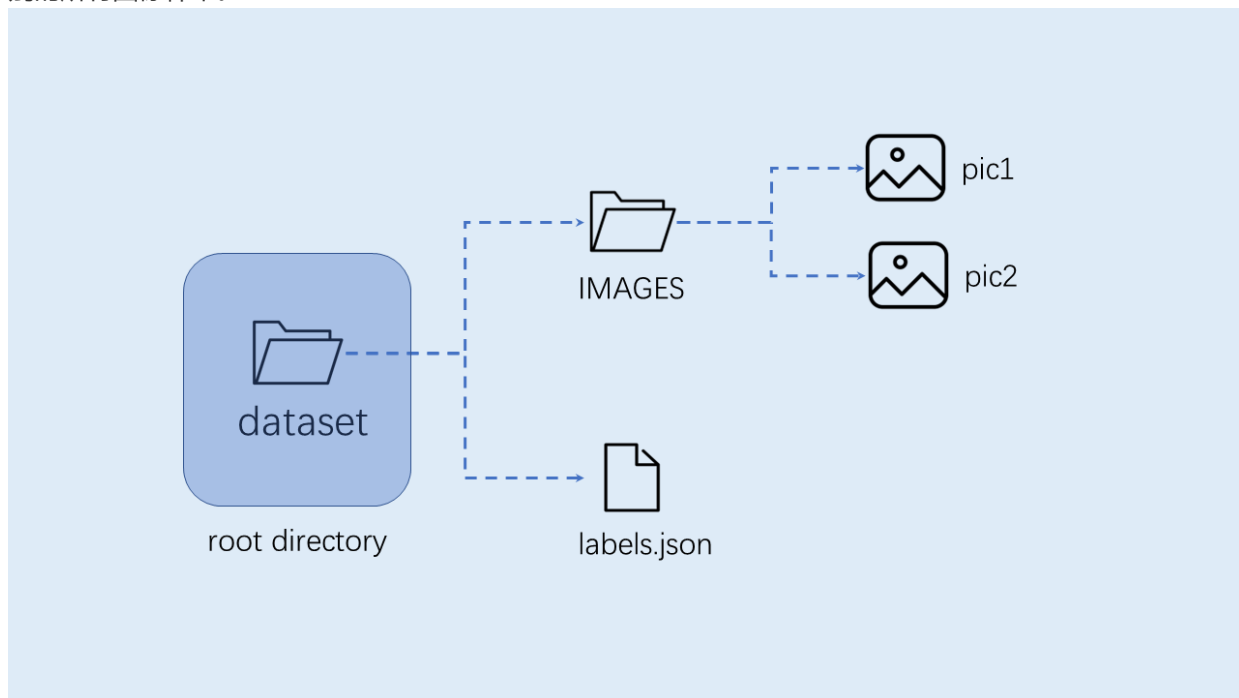 pic1
pic2
IMAGES
dataset
root directory
labels.json